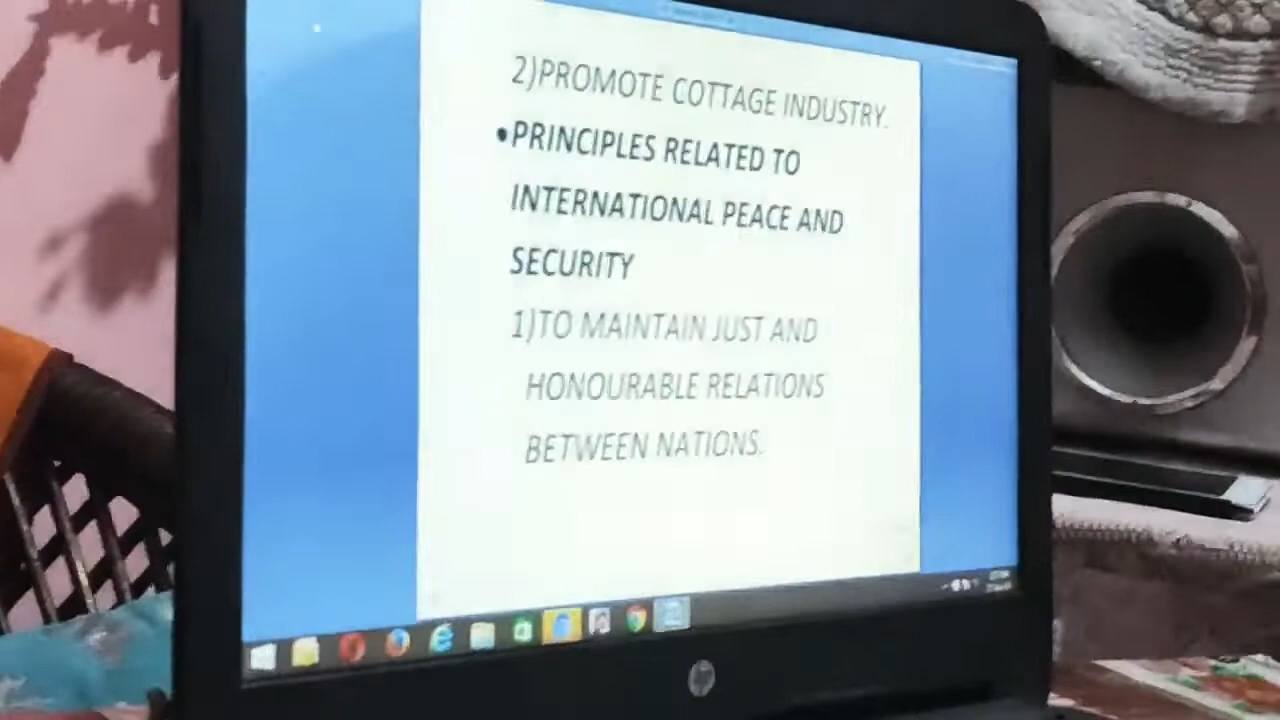 2)PROMOTE COTTAGE INDUSTRY.
•PRINCIPLES RELATED TO
INTERNATIONAL PEACE AND
SECURITY
1)TO MAINTAIN JUST AND
HONOURABLE RELATIONS
BETWEEN NATIONS.
hp